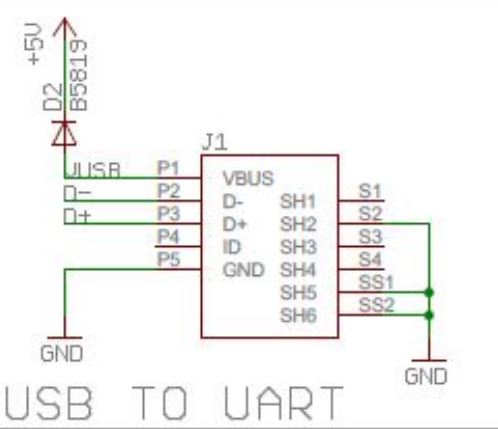 +5V
D2
B5819
J1
VUSB P1 VBUS
D- P2 D- SH1 S1
D+ P3 D+ SH2 S2
P4 ID SH3 S3
P5 GND SH4 S4
SH5 SS1
SH6 SS2
GND
GND
USB TO UART